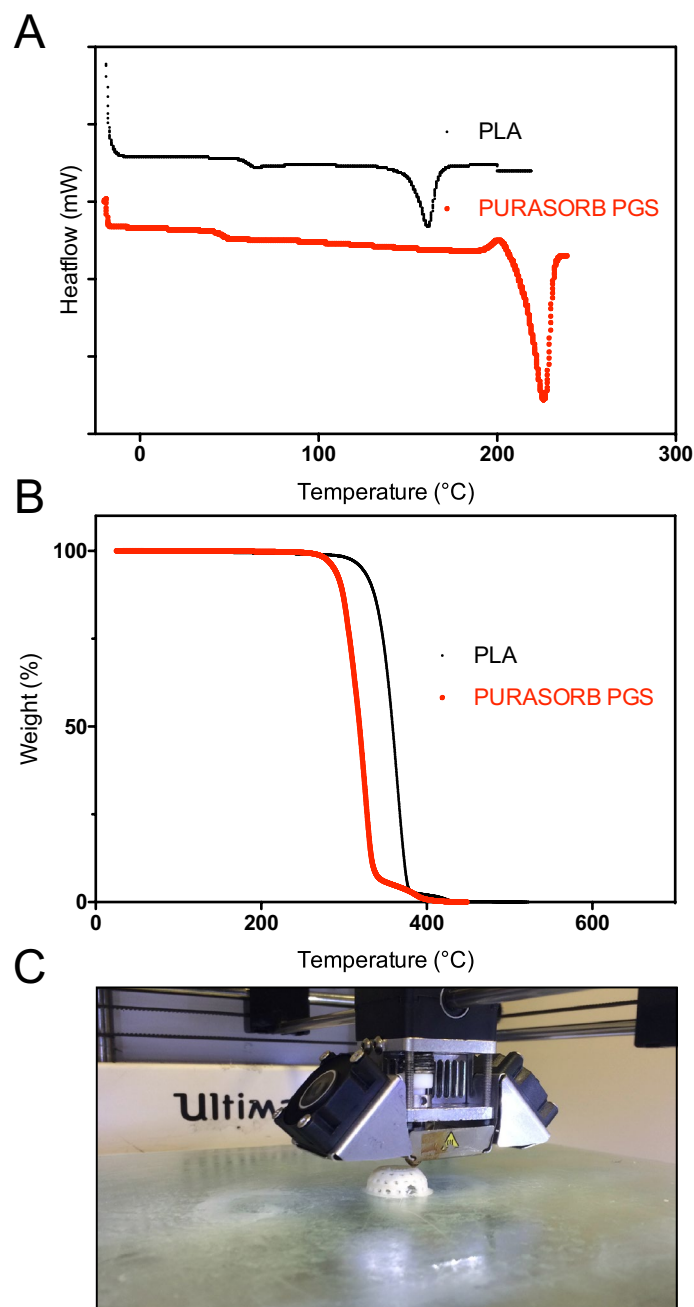 A
Heatflow (mW)
PLA
PURASORB PGS
0 100 200 300
Temperature (°C)
B
Weight (%)
100
50
0
PLA
PURASORB PGS
0 200 400 600
Temperature (°C)
C
Ultima